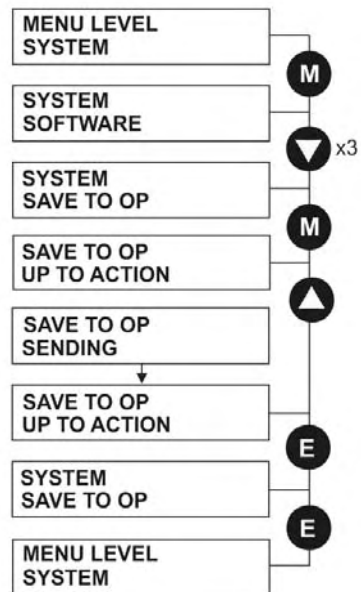 MENU LEVEL
SYSTEM
M
SYSTEM
SOFTWARE
x3
SYSTEM
SAVE TO OP
M
SAVE TO OP
UP TO ACTION
SAVE TO OP
SENDING
SAVE TO OP
UP TO ACTION
E
SYSTEM
SAVE TO OP
E
MENU LEVEL
SYSTEM